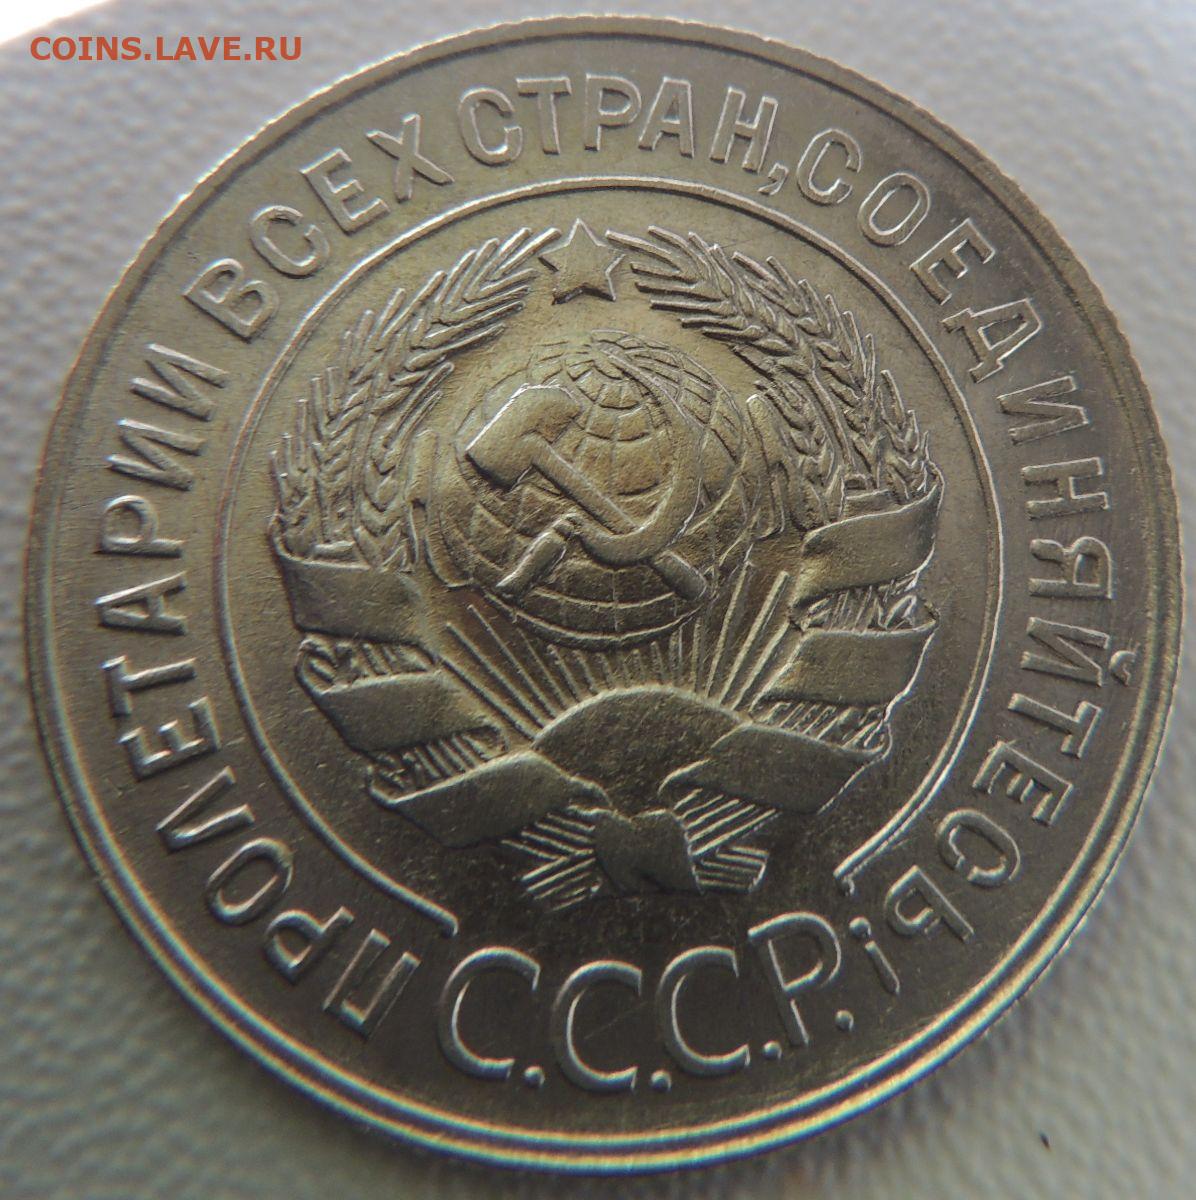 COINS.LAVE.RU
ПРОЛЕТАРИИ ВСЕХ СТРАН, СОЕДИНЯЙТЕСЬ!
С.С.С.Р.